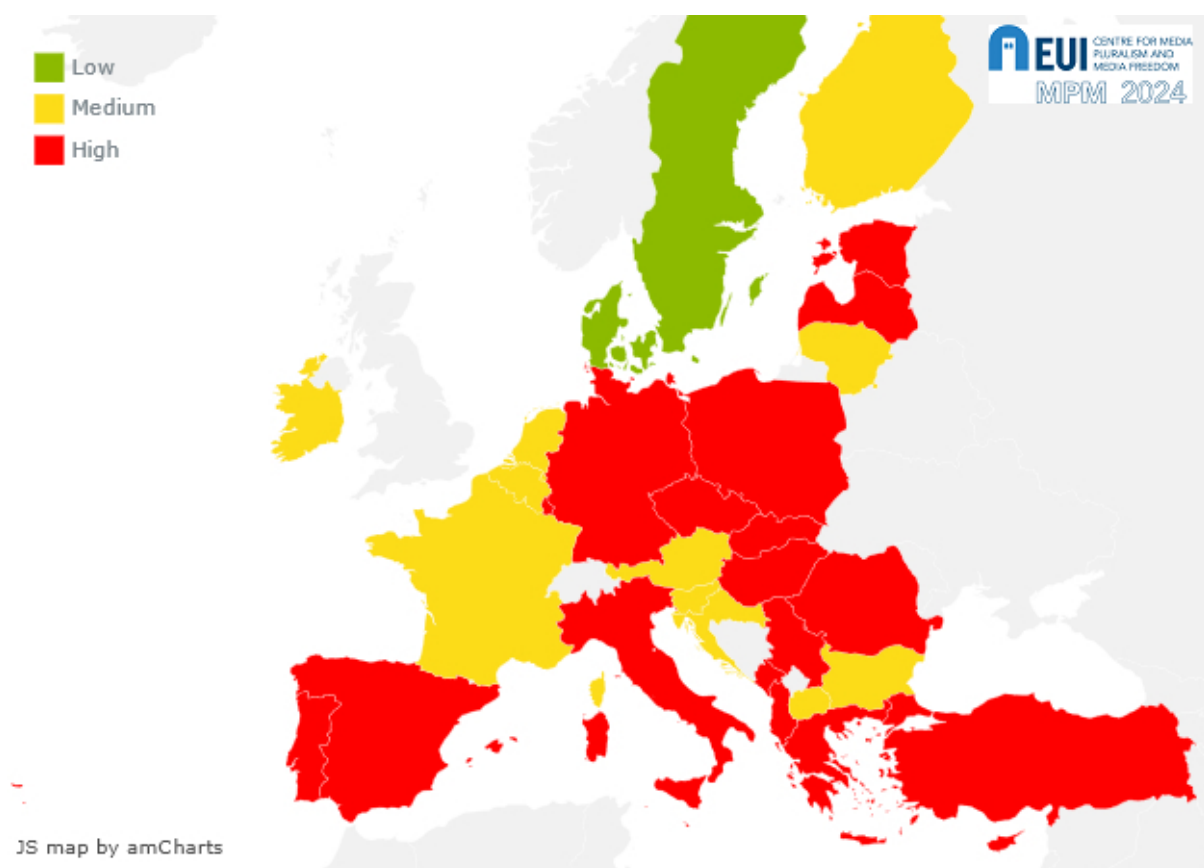 Low
Medium
High
EUI
CENTRE FOR MEDIA
PLURALISM AND
MEDIA FREEDOM
MPM 2024
JS map by amCharts